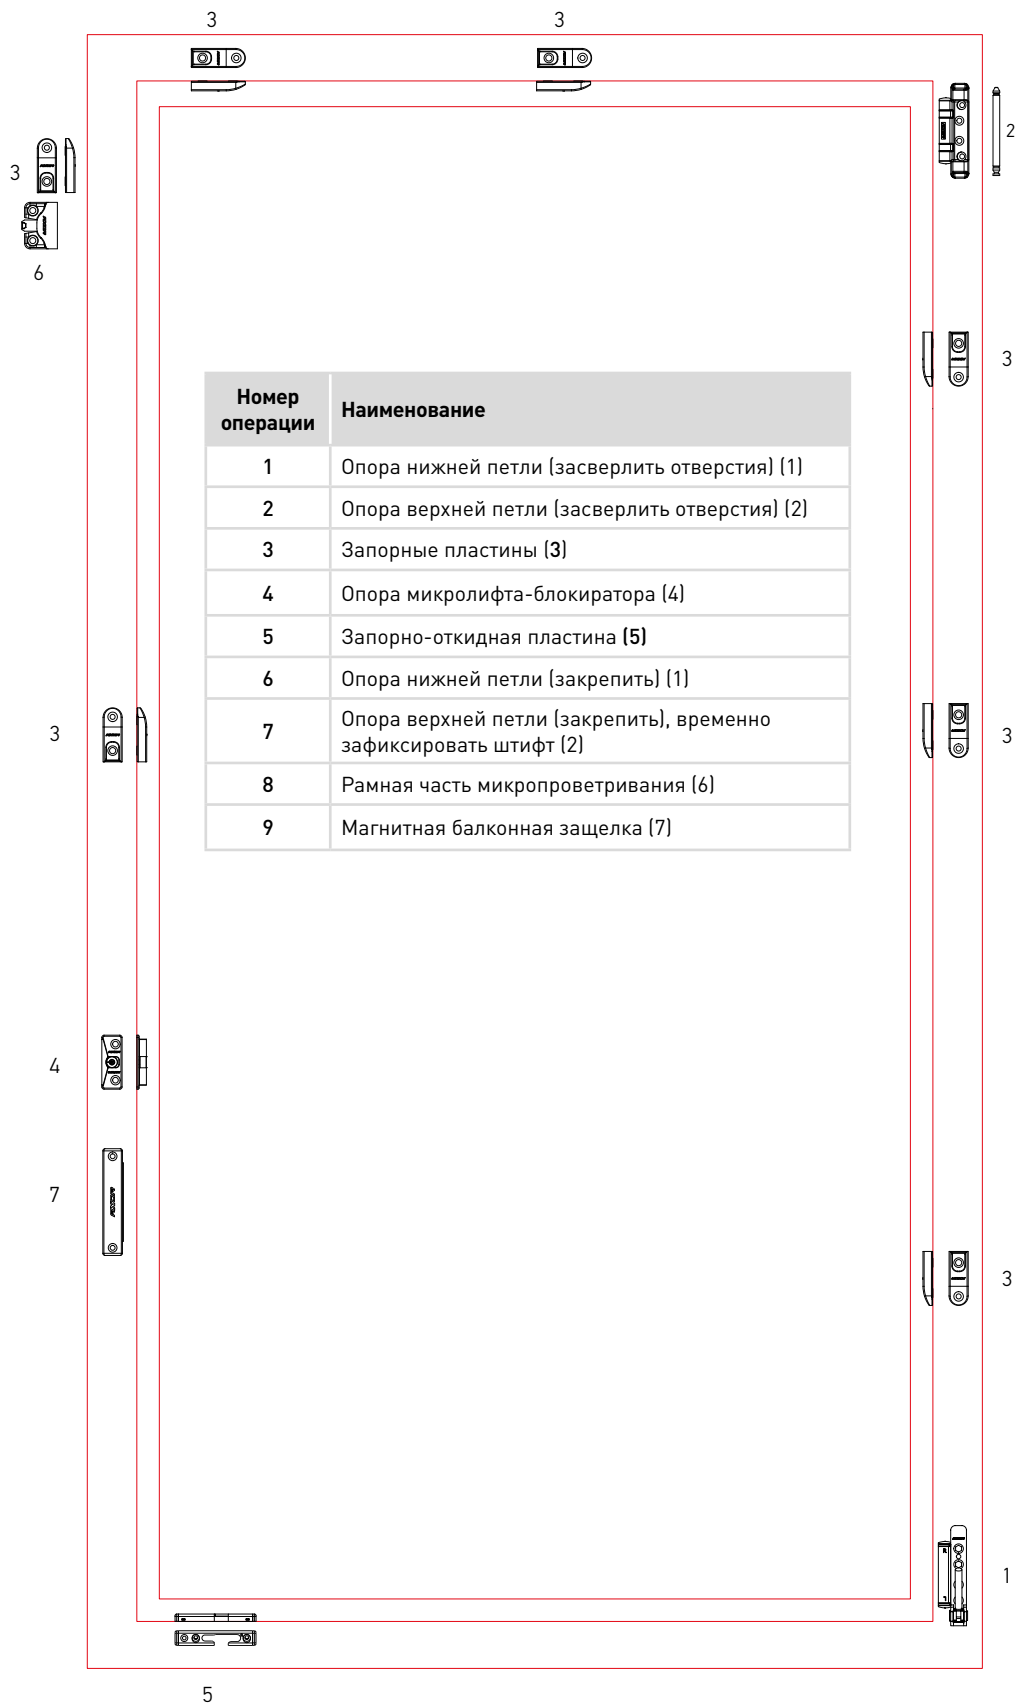 3 3
2
3
6
3
Номер операции Наименование
1 Опора нижней петли (засверлить отверстия) (1)
2 Опора верхней петли (засверлить отверстия) (2)
3 Запорные пластины (3)
4 Опора микролифта-блокиратора (4)
5 Запорно-откидная пластина (5)
6 Опора нижней петли (закрепить) (1)
7 Опора верхней петли (закрепить), временно
зафиксировать штифт (2)
8 Рамная часть микропроветривания (6)
9 Магнитная балконная защелка (7)
3 3
4
7
3
1
5